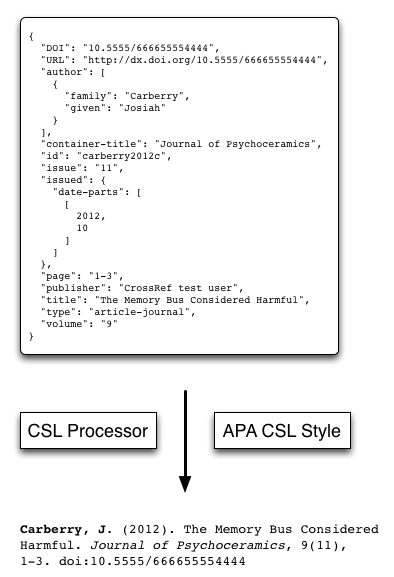 {
  "DOI": "10.5555/666655554444",
  "URL": "http://dx.doi.org/10.5555/666655554444",
  "author": [
    {
      "family": "Carberry",
      "given": "Josiah"
    }
  ],
  "container-title": "Journal of Psychoceramics",
  "id": "carberry2012c",
  "issue": "11",
  "issued": {
    "date-parts": [
      [
        2012,
        10
      ]
    ]
  },
  "page": "1-3",
  "publisher": "CrossRef test user",
  "title": "The Memory Bus Considered Harmful",
  "type": "article-journal",
  "volume": "9"
}
CSL Processor
APA CSL Style
Carberry, J. (2012). The Memory Bus Considered
Harmful. Journal of Psychoceramics, 9(11),
1-3. doi:10.5555/666655554444